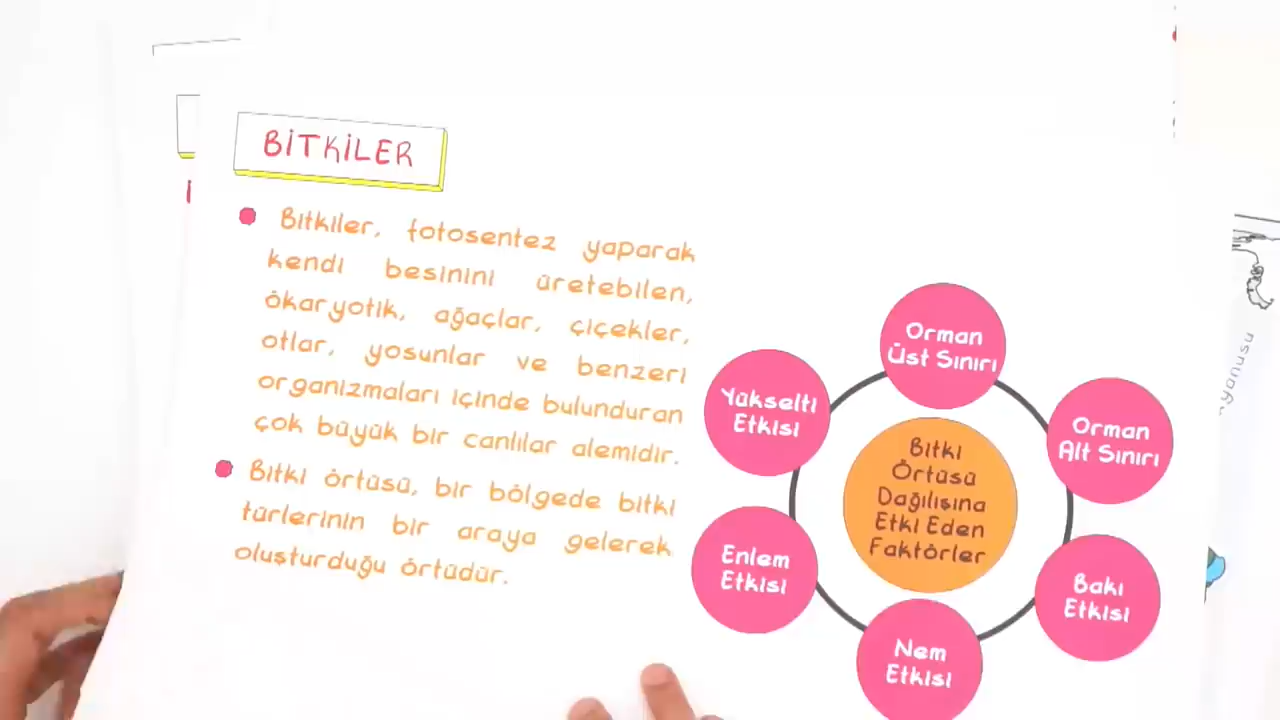 BİTKİLER
Bitkiler, fotosentez yaparak
kendi besinini üretebilen,
ökaryotik, ağaçlar, çiçekler,
otlar, yosunlar ve benzeri
organizmaları içinde bulunduran
çok büyük bir canlılar alemidir.
Bitki örtüsü, bir bölgede bitki
türlerinin bir araya gelerek
oluşturduğu örtüdür.
Orman
Üst Sınırı
Yükselti
Etkisi
Orman
Alt Sınırı
Bitki
Örtüsü
Dağılışına
Etki Eden
Faktörler
Enlem
Etkisi
Bakı
Etkisi
Nem
Etkisi